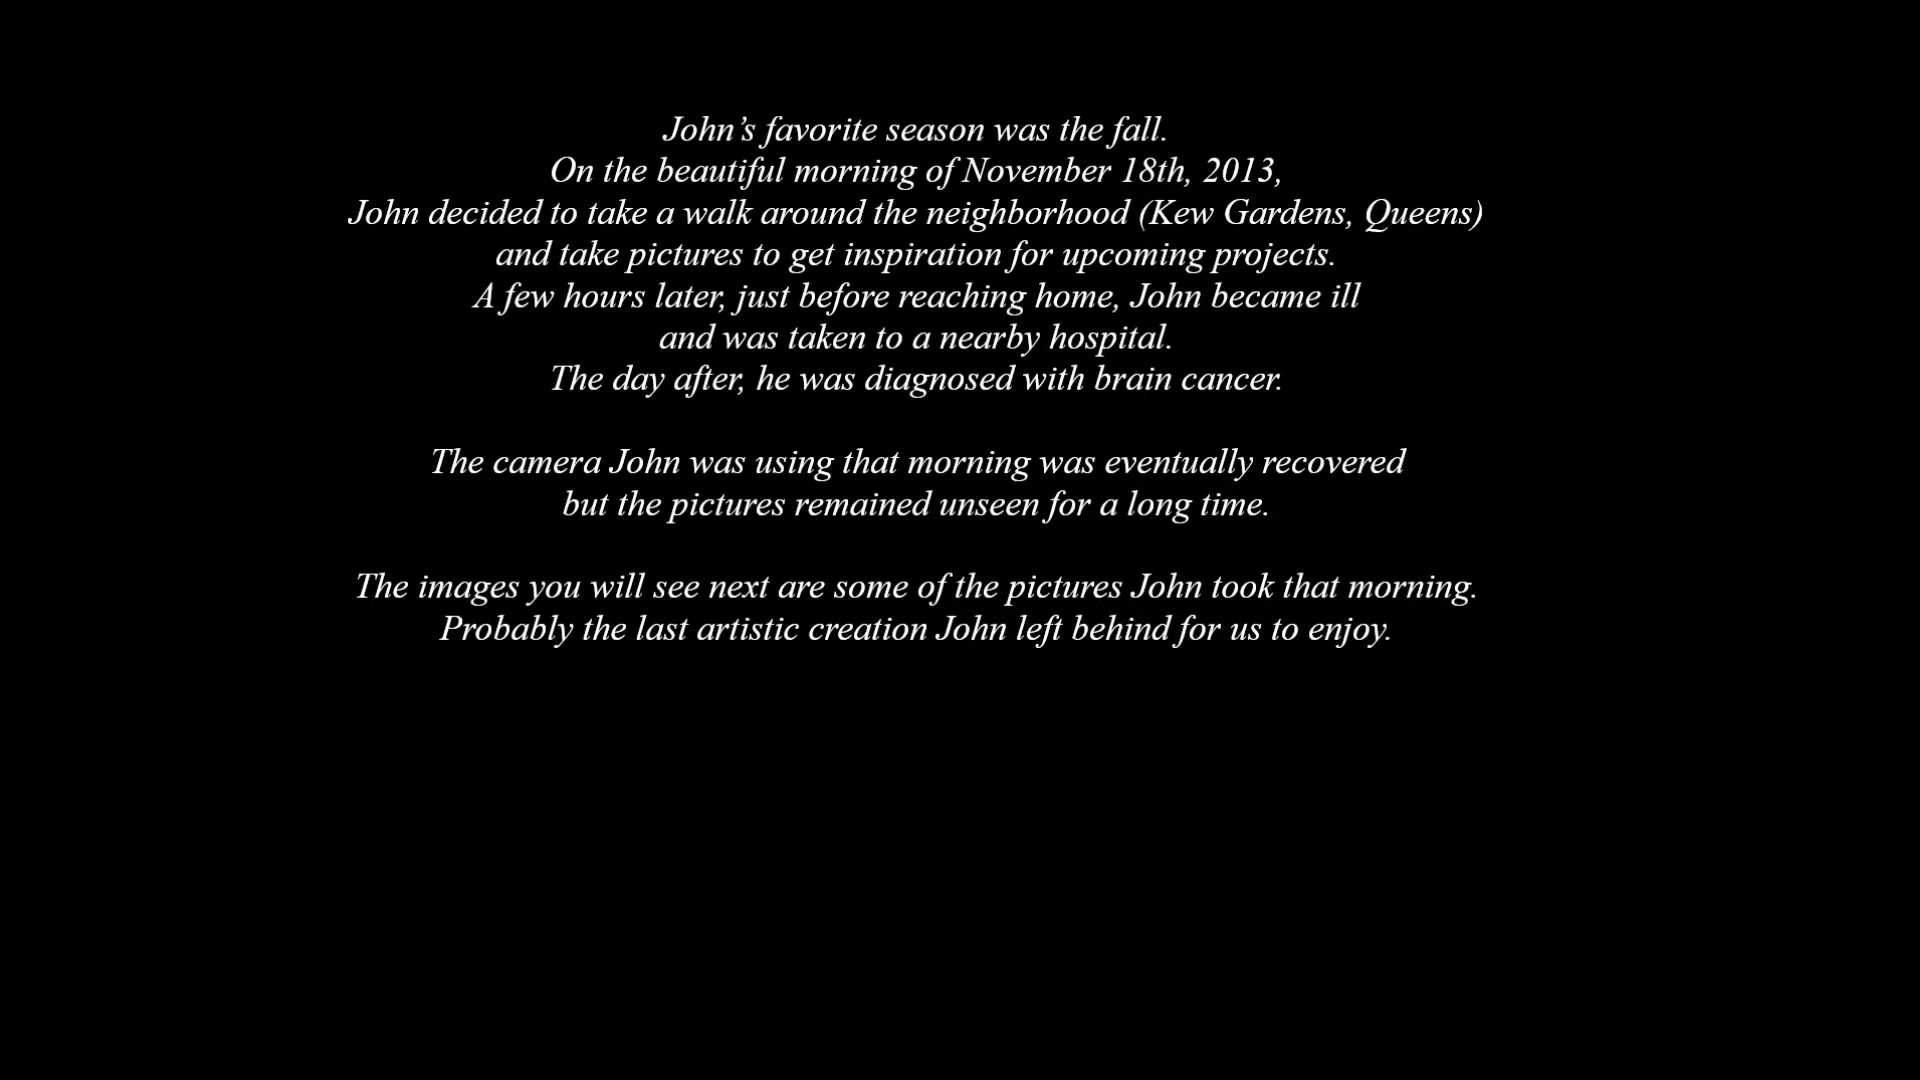 John’s favorite season was the fall.
On the beautiful morning of November 18th, 2013,
John decided to take a walk around the neighborhood (Kew Gardens, Queens)
and take pictures to get inspiration for upcoming projects.
A few hours later, just before reaching home, John became ill
and was taken to a nearby hospital.
The day after, he was diagnosed with brain cancer.
The camera John was using that morning was eventually recovered
but the pictures remained unseen for a long time.
The images you will see next are some of the pictures John took that morning.
Probably the last artistic creation John left behind for us to enjoy.